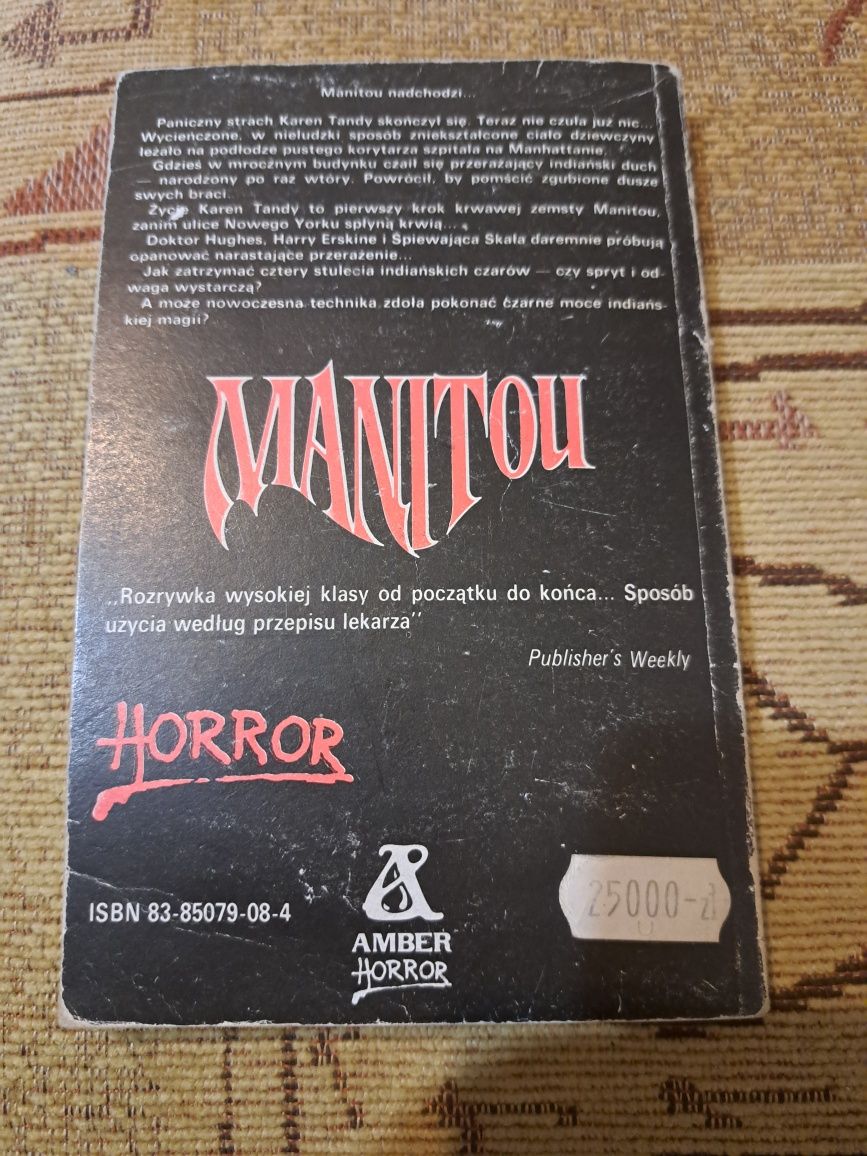 Manitou nadchodzi...
Paniczny strach Karen Tandy skończył się. Teraz nie czuła już nic...
Wycieńczone, w nieludzki sposób zniekształcone ciało dziewczyny
leżało na podłodze pustego korytarza szpitala na Manhattanie.
Gdzieś w mrocznym budynku czaił się przerażający indiański duch
— narodzony po raz wtóry. Powrócił, by pomścić zgubione dusze
swych braci.
Życie Karen Tandy to pierwszy krok krwawej zemsty Manitou,
zanim ulice Nowego Yorku spłyną krwią...
Doktor Hughes, Harry Erskine i Śpiewająca Skała daremnie próbują
opanować narastające przerażenie...
Jak zatrzymać cztery stulecia indiańskich czarów — czy spryt i od-
waga wystarczą?
A może nowoczesna technika zdoła pokonać czarne moce indiańs-
kiej magii?
MANITOU
„Rozrywka wysokiej klasy od początku do końca... Sposób
użycia według przepisu lekarza"
Publisher's Weekly
HORROR
ISBN 83-85079-08-4
AMBER
HORROR
25000-zł